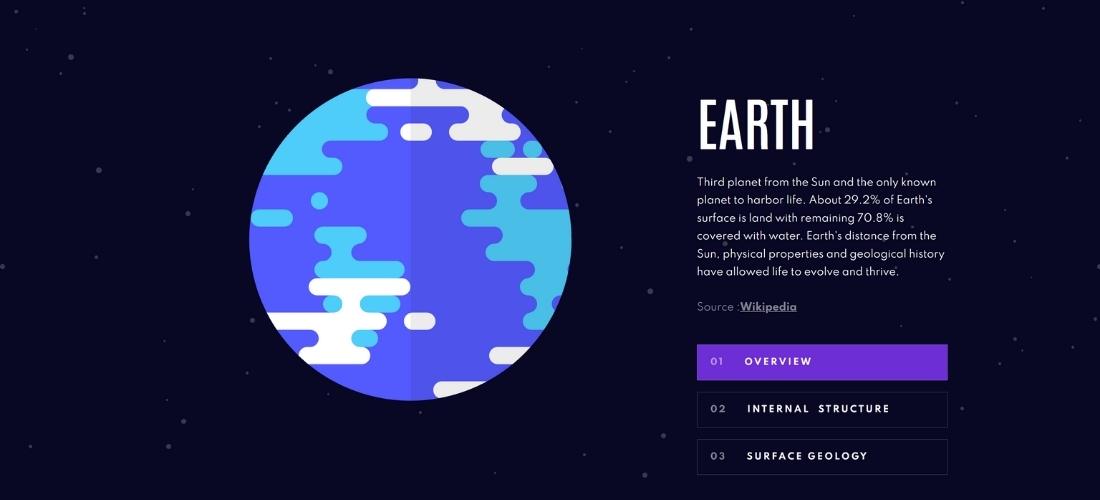 EARTH
Third planet from the Sun and the only known
planet to harbor life. About 29.2% of Earth's
surface is land with remaining 70.8% is
covered with water. Earth's distance from the
Sun, physical properties and geological history
have allowed life to evolve and thrive.
Source :Wikipedia
01 OVERVIEW
02 INTERNAL STRUCTURE
03 SURFACE GEOLOGY